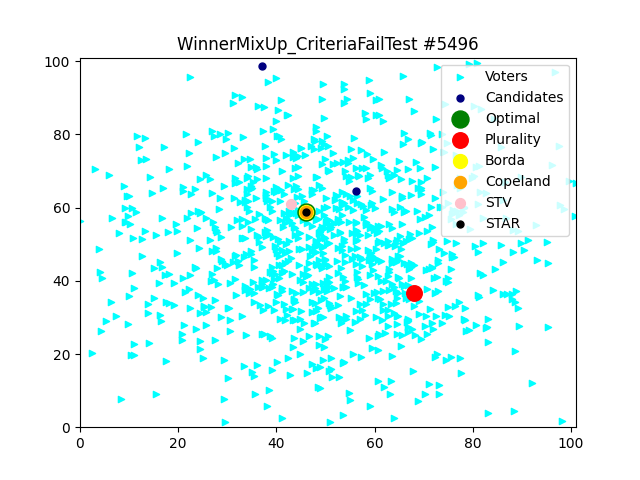 WinnerMixUp_CriteriaFailTest #5496
100
80
60
40
20
0
0
20
40
60
80
100
Voters
Candidates
Optimal
Plurality
Borda
Copeland
STV
STAR